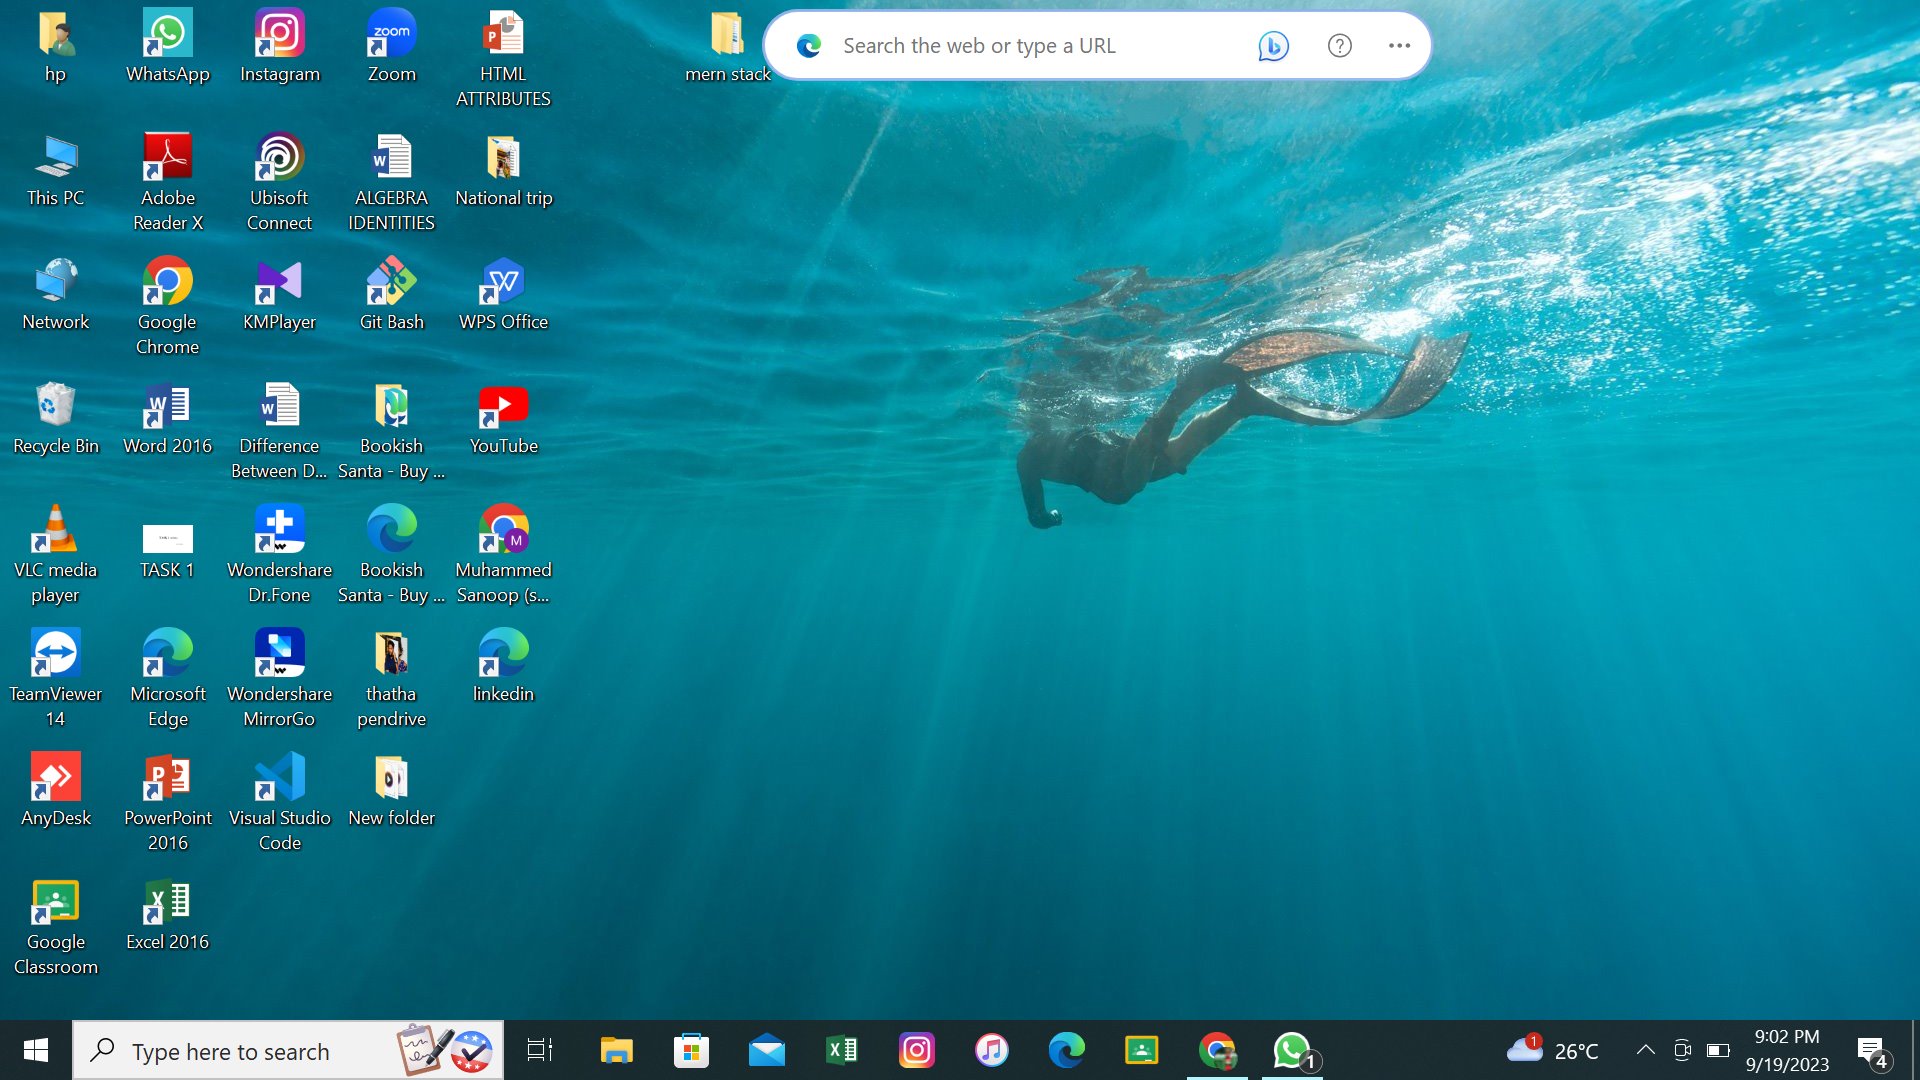 hp
WhatsApp
Instagram
zoom
Zoom
HTML
ATTRIBUTES
mern stack
Search the web or type a URL
This PC
Adobe
Reader X
Ubisoft
Connect
ALGEBRA
IDENTITIES
National trip
Network
Google
Chrome
KMPlayer
Git Bash
WPS Office
Recycle Bin
Word 2016
Difference
Between D...
Bookish
Santa - Buy ...
YouTube
VLC media
player
TASK 1
Wondershare
Dr.Fone
Bookish
Santa - Buy ...
M
Muhammed
Sanoop (s...
TeamViewer
14
Microsoft
Edge
Wondershare
MirrorGo
thatha
pendrive
linkedin
AnyDesk
PowerPoint
2016
Visual Studio
Code
New folder
Google
Classroom
Excel 2016
Type here to search
1
1
26°C
9:02 PM
9/19/2023
4